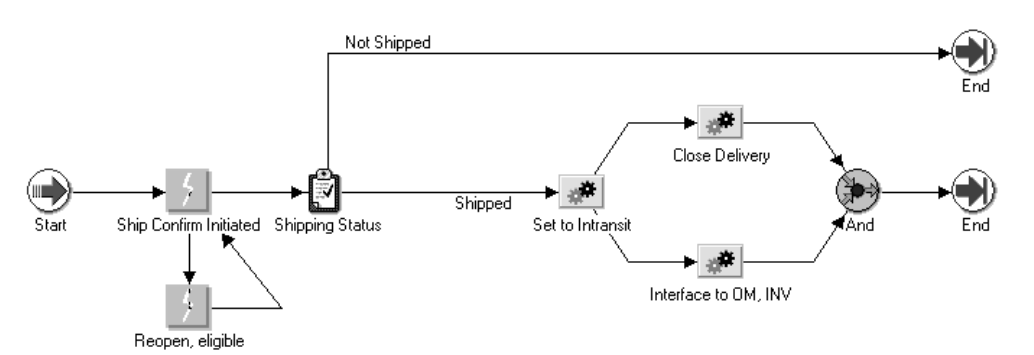 Not Shipped
End
Close Delivery
Start
Ship Confirm Initiated
Shipping Status
Shipped
Set to Intransit
And
End
Interface to OM, INV
Reopen, eligible